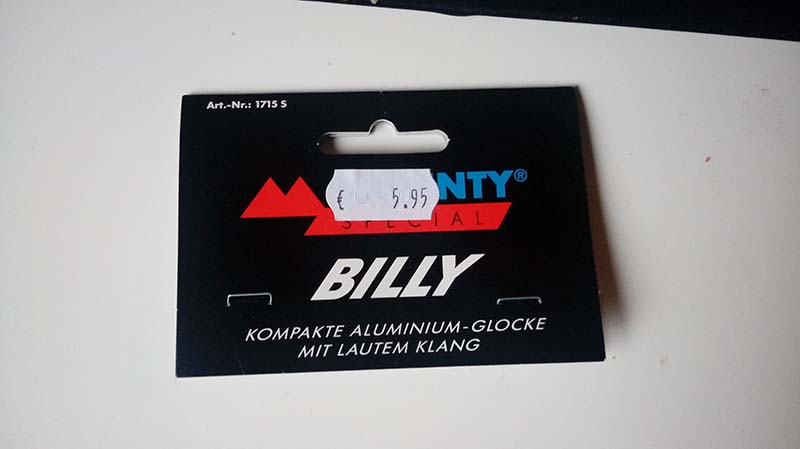 Art.-Nr.: 1715 S
NTY®
€ 5.95
SPECIAL
BILLY
KOMPAKTE ALUMINIUM-GLOCKE
MIT LAUTEM KLANG